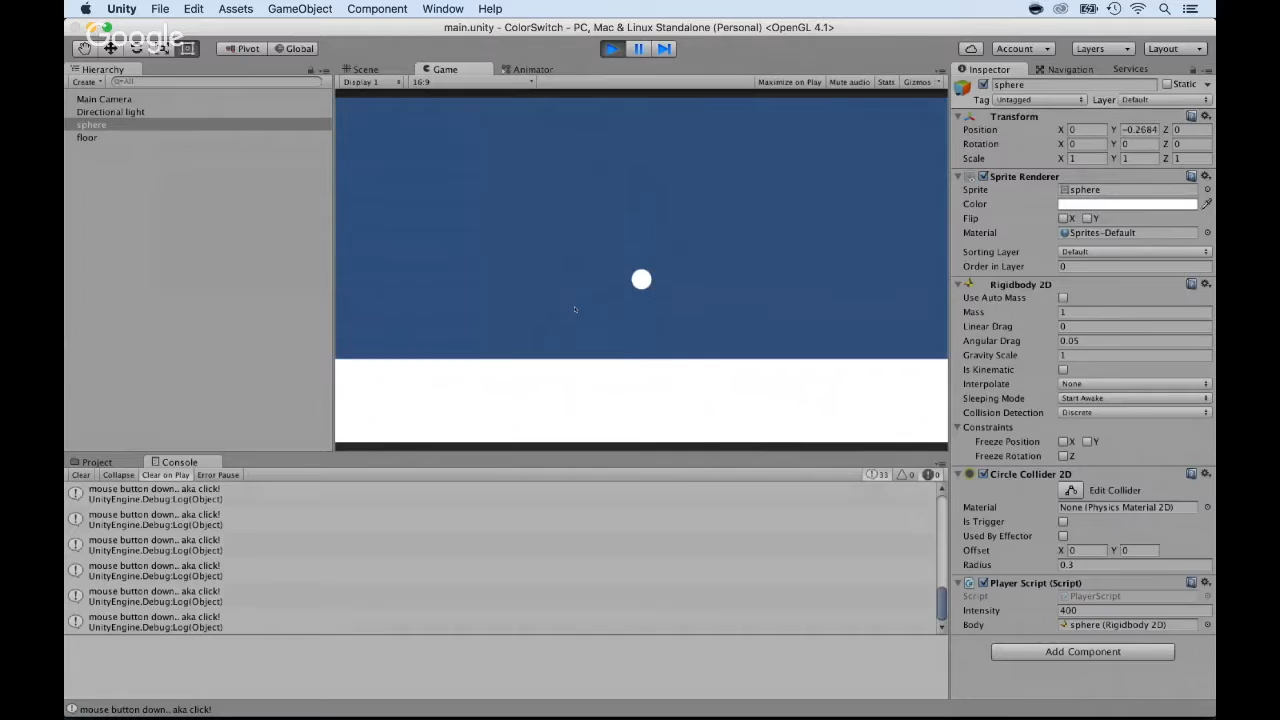 Unity File Edit Assets GameObject Component Window Help
Google
main.unity - ColorSwitch - PC, Mac & Linux Standalone (Personal) <OpenGL 4.1>
Pivot Global Account Layers Layout
Hierarchy Scene Game Animator Inspector Navigation Services
Create All Display 1 16:9 Maximize on Play Mute audio Stats Gizmos
sphere Static
Tag Untagged Layer Default
Main Camera
Directional light
sphere
floor
Transform
Position X 0 Y -0.2684 Z 0
Rotation X 0 Y 0 Z 0
Scale X 1 Y 1 Z 1
Sprite Renderer
Sprite sphere
Color
Flip X Y
Material Sprites-Default
Sorting Layer Default
Order in Layer 0
Rigidbody 2D
Use Auto Mass
Mass 1
Linear Drag 0
Angular Drag 0.05
Gravity Scale 1
Is Kinematic
Interpolate None
Sleeping Mode Start Awake
Collision Detection Discrete
Constraints
Freeze Position X Y
Freeze Rotation Z
Circle Collider 2D
Edit Collider
Material None (Physics Material 2D)
Is Trigger
Used By Effector
Offset X 0 Y 0
Radius 0.3
Player Script (Script)
Script PlayerScript
Intensity 400
Body sphere (Rigidbody 2D)
Add Component
Project Console
Clear Collapse Clear on Play Error Pause 33 0 0
mouse button down.. aka click!
UnityEngine.Debug:Log(Object)
mouse button down.. aka click!
UnityEngine.Debug:Log(Object)
mouse button down.. aka click!
UnityEngine.Debug:Log(Object)
mouse button down.. aka click!
UnityEngine.Debug:Log(Object)
mouse button down.. aka click!
UnityEngine.Debug:Log(Object)
mouse button down.. aka click!
UnityEngine.Debug:Log(Object)
mouse button down.. aka click!